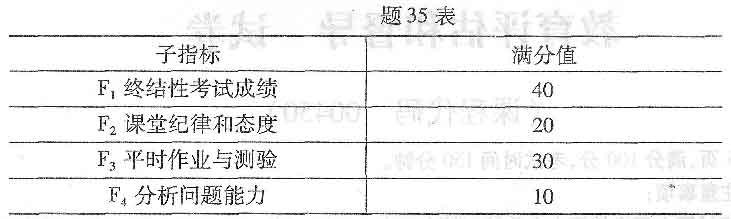 题35表
子指标 满分值
F₁ 终结性考试成绩 40
F₂ 课堂纪律和态度 20
F₃ 平时作业与测验 30
F₄ 分析问题能力 10